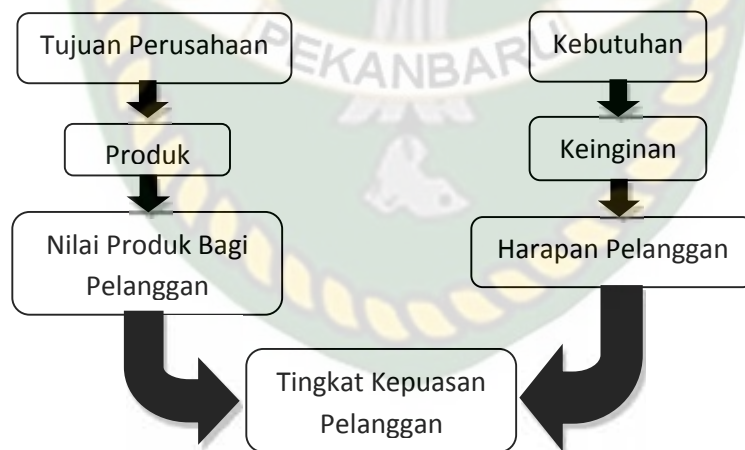 PEKANBARU
Tujuan Perusahaan
Produk
Nilai Produk Bagi
Pelanggan
Kebutuhan
Keinginan
Harapan Pelanggan
Tingkat Kepuasan
Pelanggan